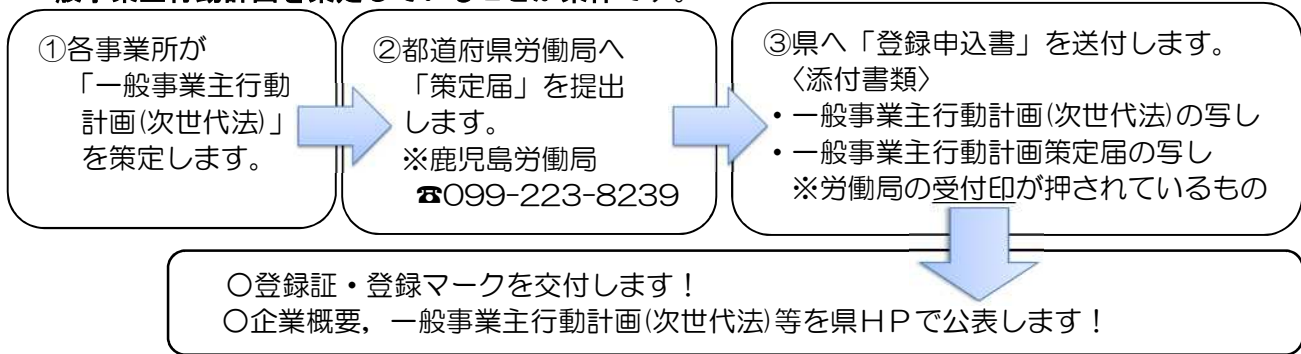 ①各事業所が
「一般事業主行動
計画(次世代法)」
を策定します。
②都道府県労働局へ
「策定届」を提出
します。
※鹿児島労働局
☎099-223-8239
③県へ「登録申込書」を送付します。
〈添付書類〉
・一般事業主行動計画(次世代法)の写し
・一般事業主行動計画策定届の写し
※労働局の受付印が押されているもの
〇登録証・登録マークを交付します！
〇企業概要，一般事業主行動計画(次世代法)等を県ＨＰで公表します！